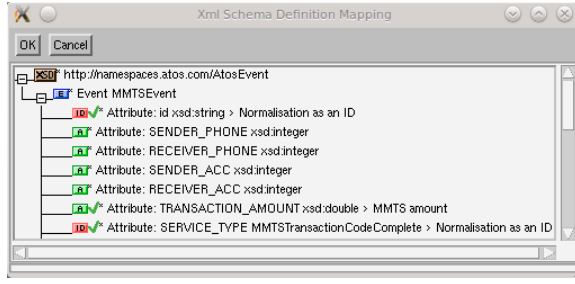 Xml Schema Definition Mapping
OK Cancel
XSD* http://namespaces.atos.com/AtosEvent
E* Event MMTSEvent
ID* Attribute: id xsd:string > Normalisation as an ID
A* Attribute: SENDER_PHONE xsd:integer
A* Attribute: RECEIVER_PHONE xsd:integer
A* Attribute: SENDER_ACC xsd:integer
A* Attribute: RECEIVER_ACC xsd:integer
A* Attribute: TRANSACTION_AMOUNT xsd:double > MMTS amount
ID* Attribute: SERVICE_TYPE MMTSTransactionCodeComplete > Normalisation as an ID